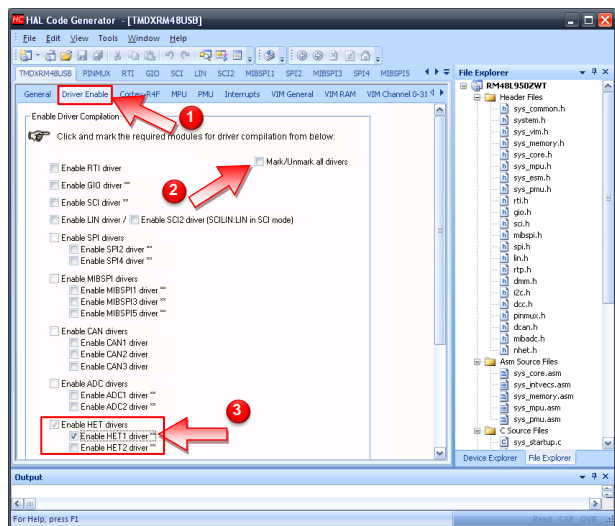 HAL Code Generator - [TMDXRM48USB]
File Edit View Tools Window Help
TMDXRM48USB PINMUX RTI GIO SCI LIN SCI2 MIBSPI1 SPI2 MIBSPI3 SPI4 MIBSPI5
General Driver Enable Cortex-R4F MPU PMU Interrupts VIM General VIM RAM VIM Channel 0-31
1
Enable Driver Compilation
Click and mark the required modules for driver compilation from below:
Mark/Unmark all drivers
2
Enable RTI driver
Enable GIO driver **
Enable SCI driver **
Enable LIN driver / Enable SCI2 driver (SCILIN:LIN in SCI mode)
Enable SPI drivers
Enable SPI2 driver **
Enable SPI4 driver **
Enable MIBSPI drivers
Enable MIBSPI1 driver **
Enable MIBSPI3 driver **
Enable MIBSPI5 driver **
Enable CAN drivers
Enable CAN1 driver
Enable CAN2 driver
Enable CAN3 driver
Enable ADC drivers
Enable ADC1 driver **
Enable ADC2 driver **
3
Enable HET drivers
Enable HET1 driver **
Enable HET2 driver **
File Explorer
RM48L950ZWT
Header Files
sys_common.h
system.h
sys_vim.h
sys_memory.h
sys_core.h
sys_mpu.h
sys_esm.h
sys_pmu.h
rti.h
gio.h
sci.h
mibspi.h
spi.h
lin.h
rtp.h
dmm.h
i2c.h
dcc.h
pinmux.h
dcan.h
mibadc.h
nhet.h
Asm Source Files
sys_core.asm
sys_intvecs.asm
sys_memory.asm
sys_mpu.asm
sys_pmu.asm
C Source Files
sys_startup.c
Device Explorer File Explorer
Output
For Help, press F1
Read CAP OVR